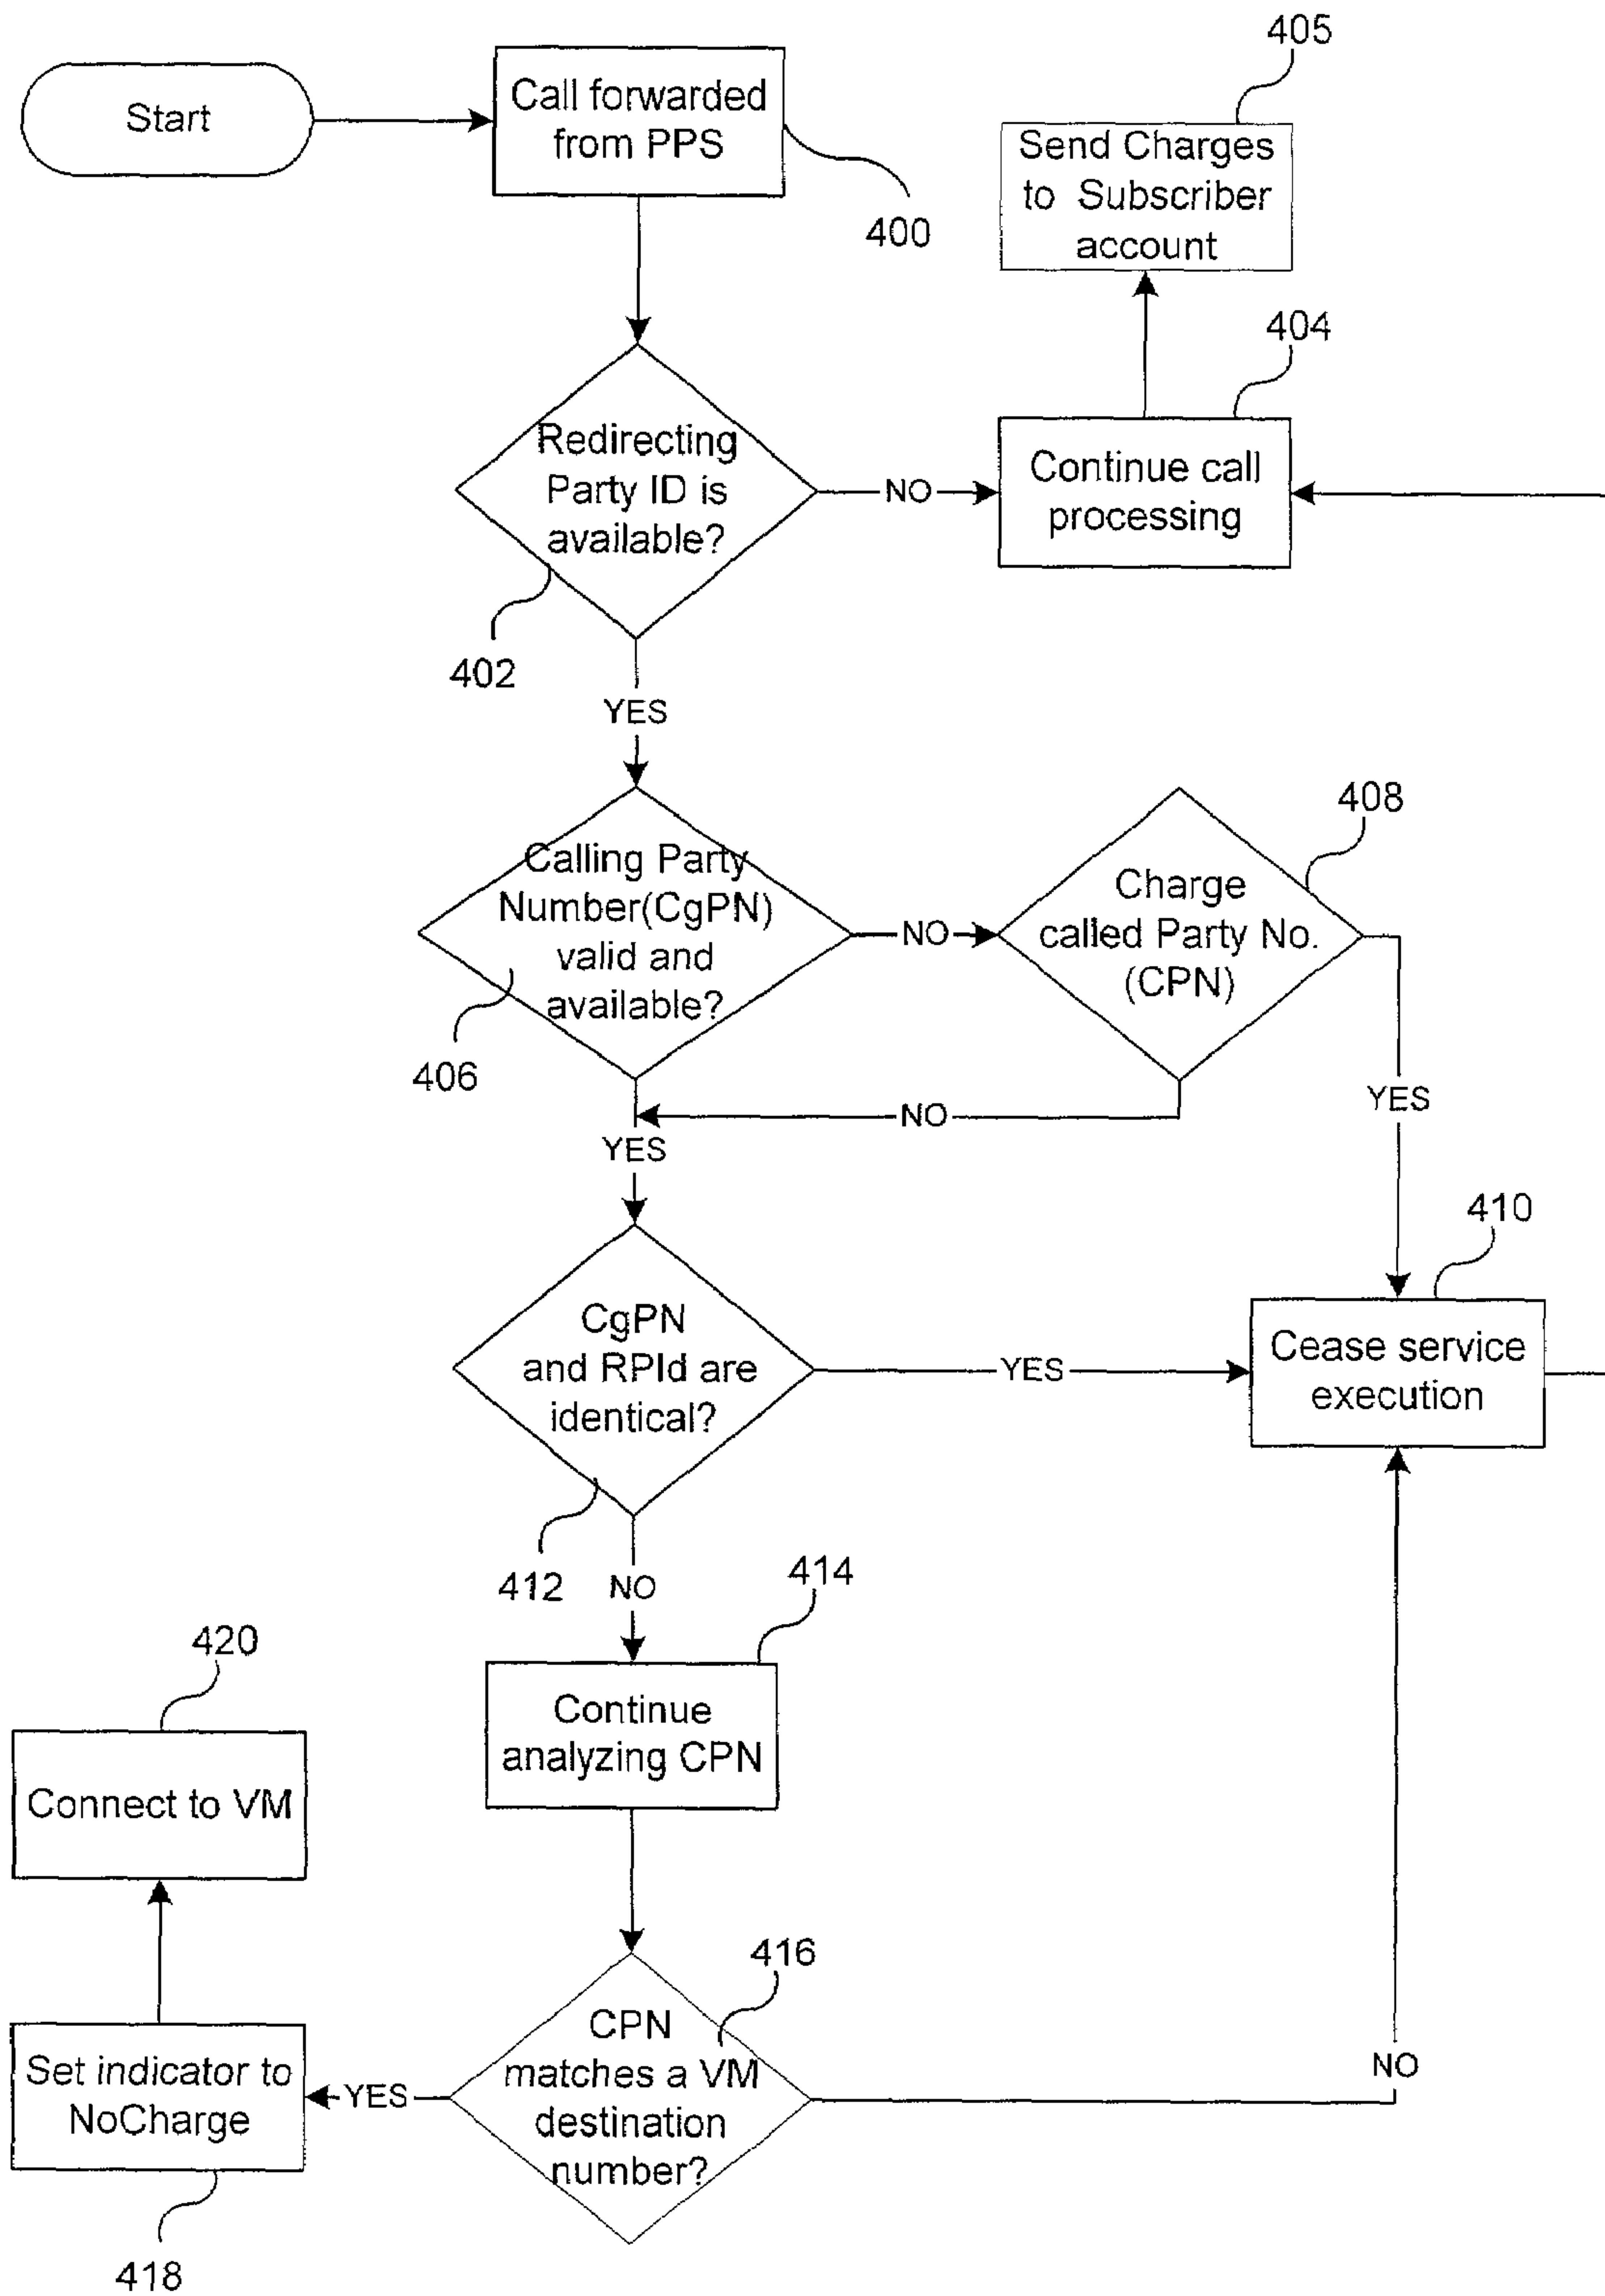 405
Start
Call forwarded
from PPS
400
Send Charges
to Subscriber
account
404
Redirecting
Party ID is
available?
NO
Continue call
processing
402
YES
408
Calling Party
Number(CgPN)
valid and
available?
NO
Charge
called Party No.
(CPN)
406
YES
NO
YES
410
CgPN
and RPId are
identical?
YES
Cease service
execution
412
NO
414
420
Continue
analyzing CPN
Connect to VM
416
CPN
matches a VM
destination
number?
NO
YES
Set indicator to
NoCharge
418